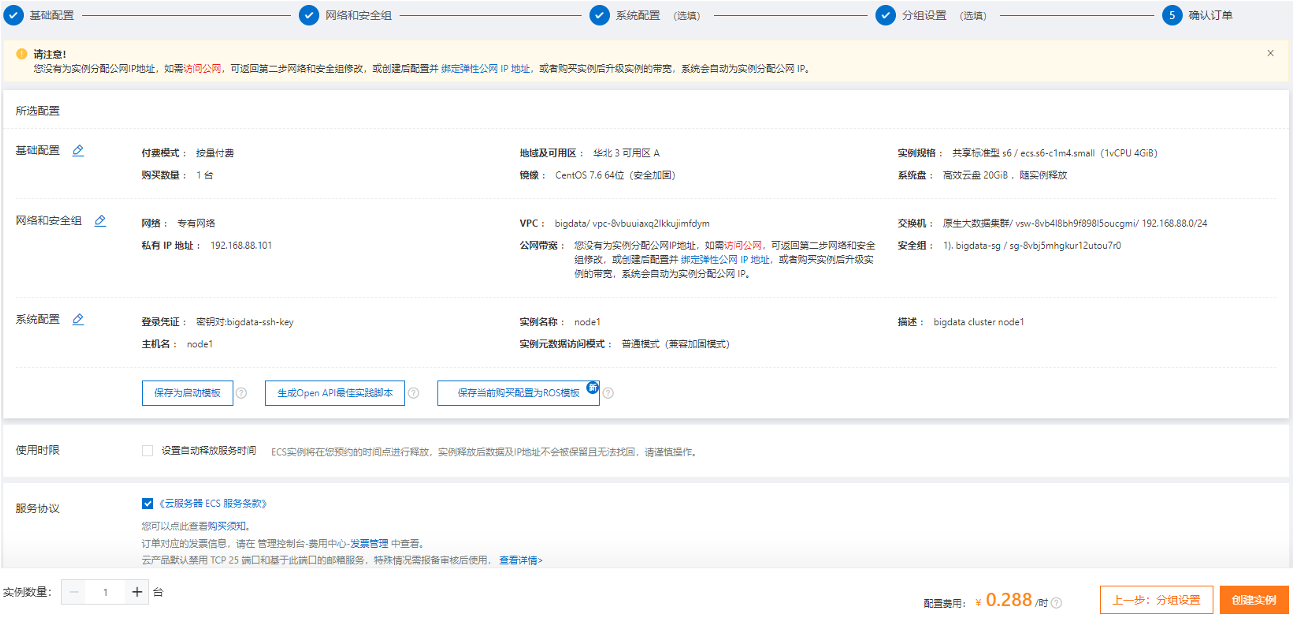 基础配置
网络和安全组
系统配置 (选填)
分组设置 (选填)
5 确认订单
请注意!
您没有为实例分配公网IP地址，如需访问公网，可返回第二步网络和安全组修改，或创建后配置并 绑定弹性公网 IP 地址，或者购买实例后升级实例的带宽，系统会自动为实例分配公网 IP。
所选配置
基础配置
付费模式： 按量付费
地域及可用区： 华北 3 可用区 A
实例规格： 共享标准型 s6 / ecs.s6-c1m4.small（1vCPU 4GiB）
购买数量： 1 台
镜像： CentOS 7.6 64位（安全加固）
系统盘： 高效云盘 20GiB ，随实例释放
网络和安全组
网络： 专有网络
VPC： bigdata/ vpc-8vbuuiaxq2lkkujimfdym
交换机： 原生大数据集群/ vsw-8vb4l8bh9f898l5oucgmi/ 192.168.88.0/24
私有 IP 地址： 192.168.88.101
公网带宽： 您没有为实例分配公网IP地址，如需访问公网，可返回第二步网络和安全
组修改，或创建后配置并 绑定弹性公网 IP 地址，或者购买实例后升级实
例的带宽，系统会自动为实例分配公网 IP。
安全组： 1). bigdata-sg / sg-8vbj5mhgkur12utou7r0
系统配置
登录凭证： 密钥对:bigdata-ssh-key
实例名称： node1
描述： bigdata cluster node1
主机名： node1
实例元数据访问模式： 普通模式（兼容加固模式）
保存为启动模板
生成Open API最佳实践脚本
保存当前购买配置为ROS模板 新
使用时限
设置自动释放服务时间 ECS实例将在您预约的时间点进行释放，实例释放后数据及IP地址不会被保留且无法找回，请谨慎操作。
服务协议
《云服务器 ECS 服务条款》
您可以点此查看购买须知。
订单对应的发票信息，请在 管理控制台-费用中心-发票管理 中查看。
云产品默认禁用 TCP 25 端口和基于此端口的邮箱服务，特殊情况需报备审核后使用， 查看详情>
实例数量： − 1 + 台
配置费用： ¥ 0.288 /时
上一步：分组设置
创建实例